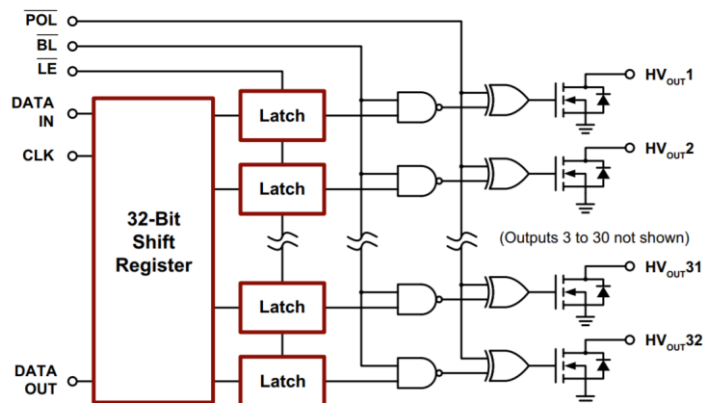 POL
BL
LE
DATA
IN
CLK
32-Bit
Shift
Register
DATA
OUT
Latch
Latch
Latch
Latch
HVOUT1
HVOUT2
(Outputs 3 to 30 not shown)
HVOUT31
HVOUT32